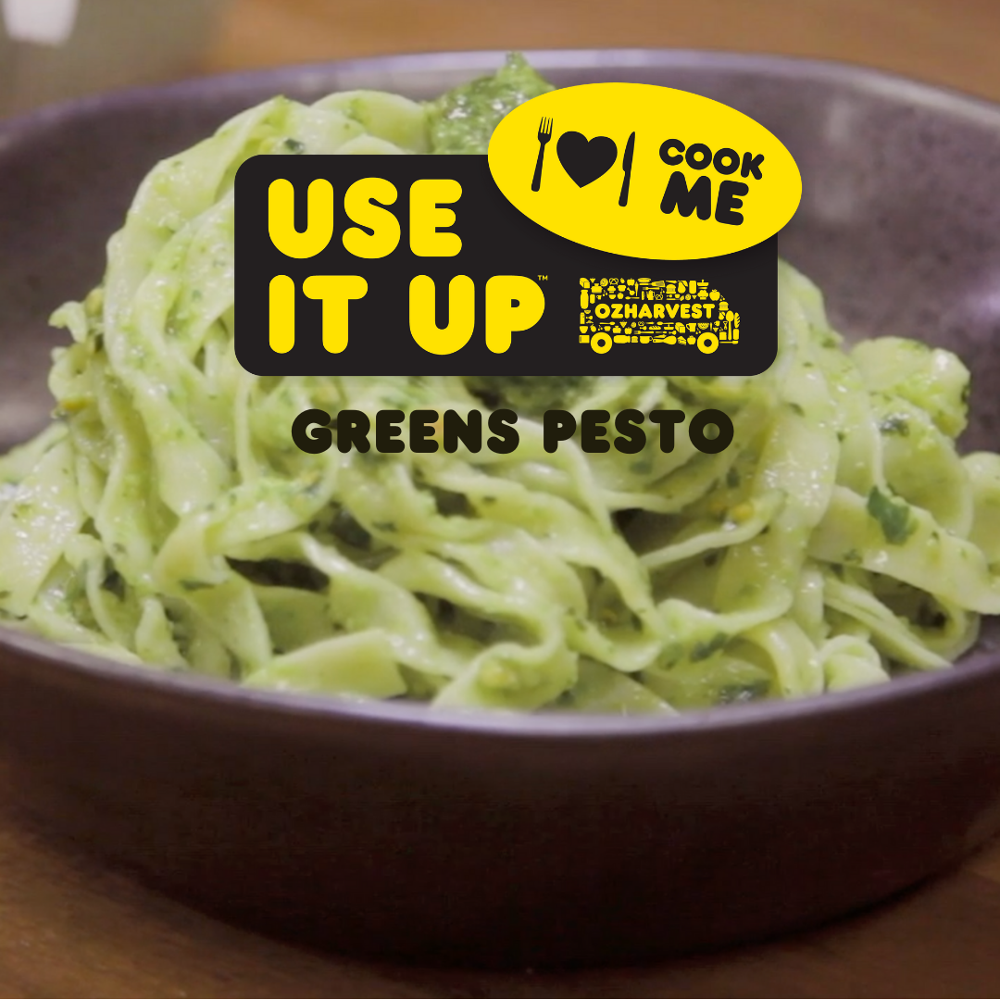 COOK
ME
USE
IT UP™
OZHARVEST
GREENS PESTO